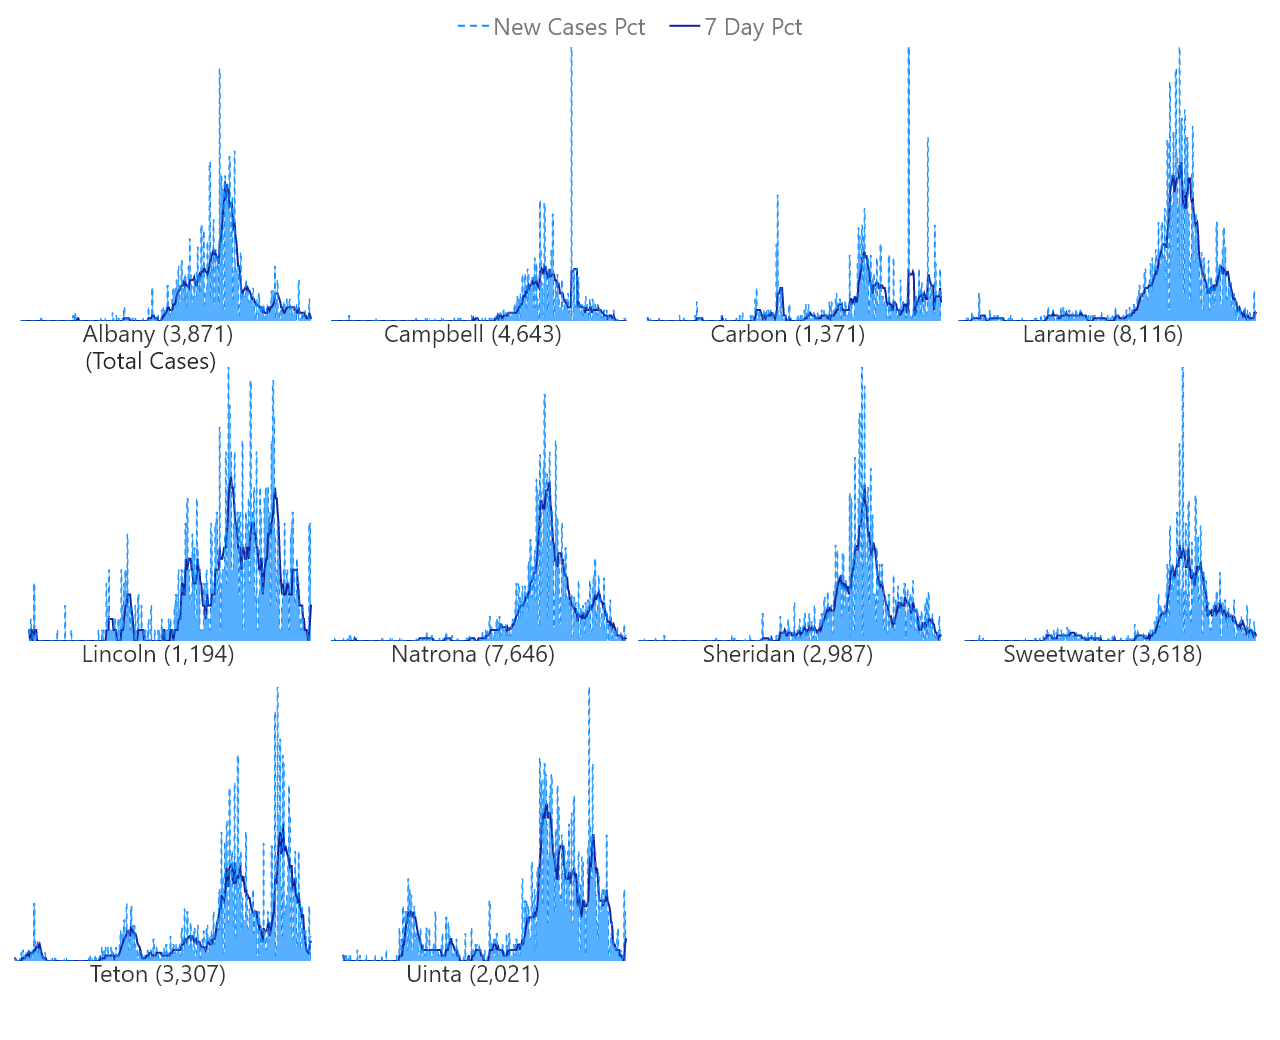 New Cases Pct 7 Day Pct
Albany (3,871) Campbell (4,643) Carbon (1,371) Laramie (8,116)
(Total Cases)
Lincoln (1,194) Natrona (7,646) Sheridan (2,987) Sweetwater (3,618)
Teton (3,307) Uinta (2,021)